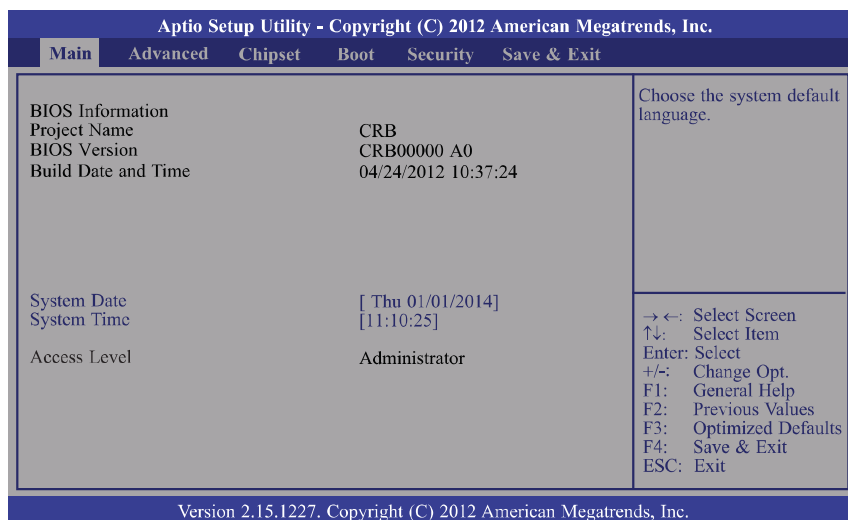 Aptio Setup Utility - Copyright (C) 2012 American Megatrends, Inc.
Main Advanced Chipset Boot Security Save & Exit
BIOS Information
Project Name CRB
BIOS Version CRB00000 A0
Build Date and Time 04/24/2012 10:37:24
System Date [ Thu 01/01/2014]
System Time [11:10:25]
Access Level Administrator
Choose the system default
language.
→ ←: Select Screen
↑↓: Select Item
Enter: Select
+/-: Change Opt.
F1: General Help
F2: Previous Values
F3: Optimized Defaults
F4: Save & Exit
ESC: Exit
Version 2.15.1227. Copyright (C) 2012 American Megatrends, Inc.